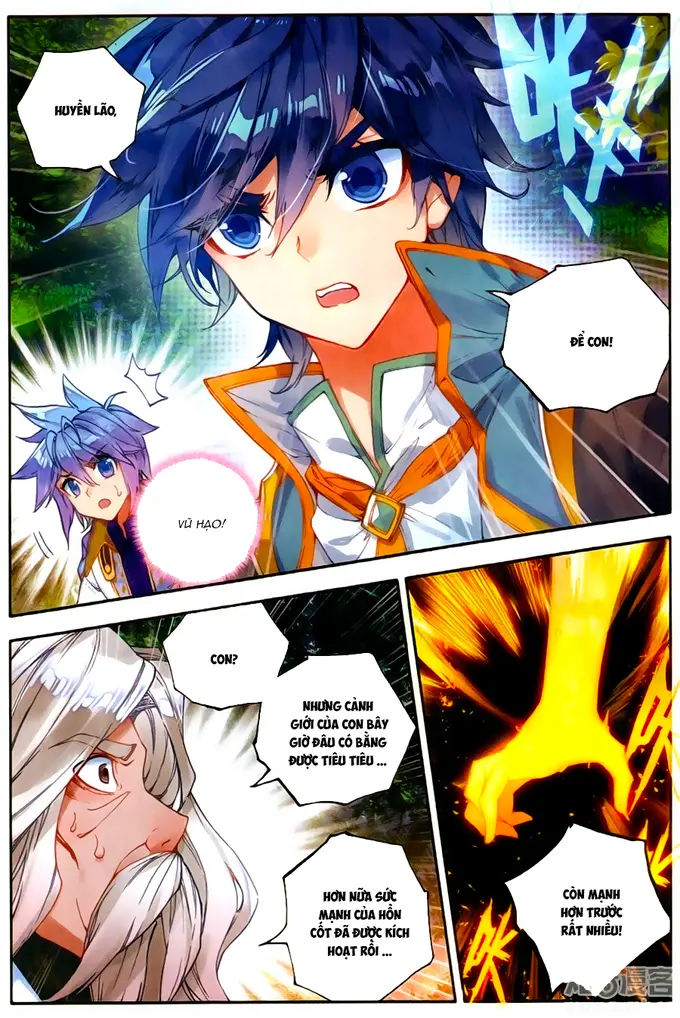 HUYỀN LÃO,
ĐỂ CON!
VŨ HẠO!
CON?
NHƯNG CẢNH
GIỚI CỦA CON BÂY
GIỜ ĐÂU CÓ BẰNG
ĐƯỢC TIÊU TIÊU ...
HƠN NỮA SỨC
MẠNH CỦA HỒN
CỐT ĐÃ ĐƯỢC KÍCH
HOẠT RỒI ...
CÒN MẠNH
HƠN TRƯỚC
RẤT NHIỀU!